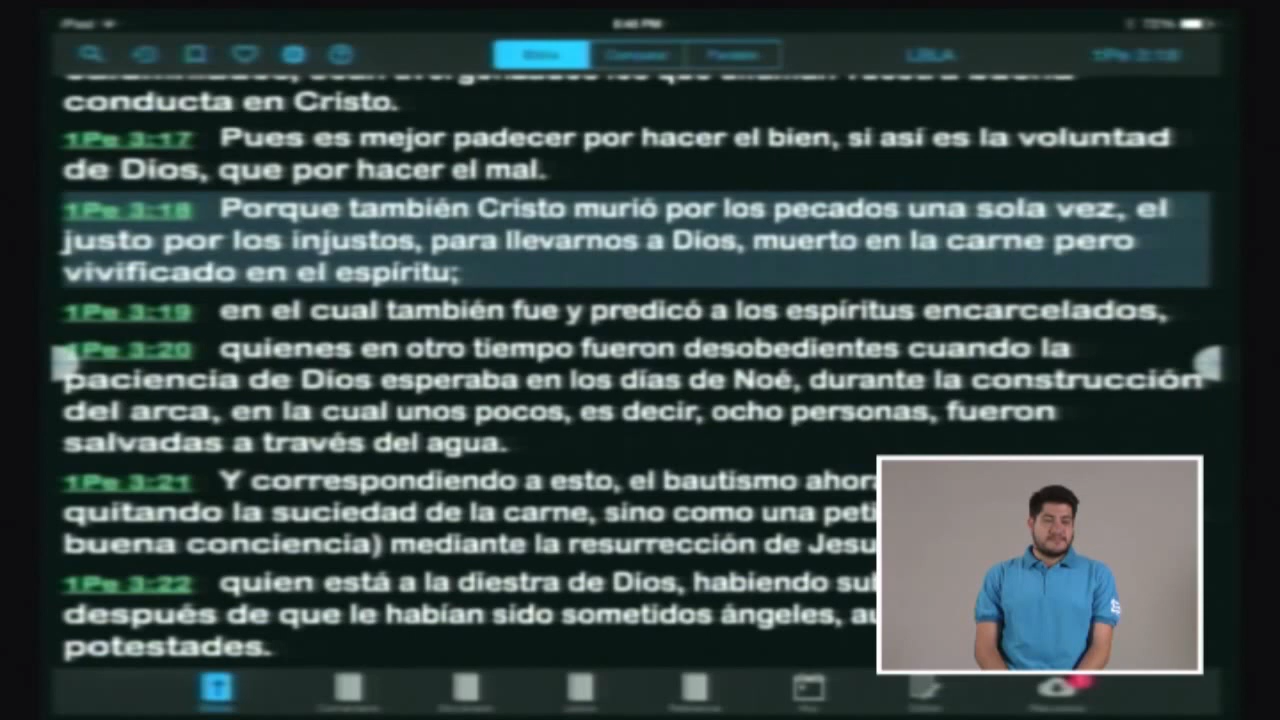 conducta en Cristo.
1Pe 3:17 Pues es mejor padecer por hacer el bien, si así es la voluntad
de Dios, que por hacer el mal.
1Pe 3:18 Porque también Cristo murió por los pecados una sola vez, el
justo por los injustos, para llevarnos a Dios, muerto en la carne pero
vivificado en el espíritu;
1Pe 3:19 en el cual también fue y predicó a los espíritus encarcelados,
1Pe 3:20 quienes en otro tiempo fueron desobedientes cuando la
paciencia de Dios esperaba en los días de Noé, durante la construcción
del arca, en la cual unos pocos, es decir, ocho personas, fueron
salvadas a través del agua.
1Pe 3:21 Y correspondiendo a esto, el bautismo ahora
quitando la suciedad de la carne, sino como una peti
buena conciencia) mediante la resurrección de Jesu
1Pe 3:22 quien está a la diestra de Dios, habiendo sub
después de que le habían sido sometidos ángeles, au
potestades.